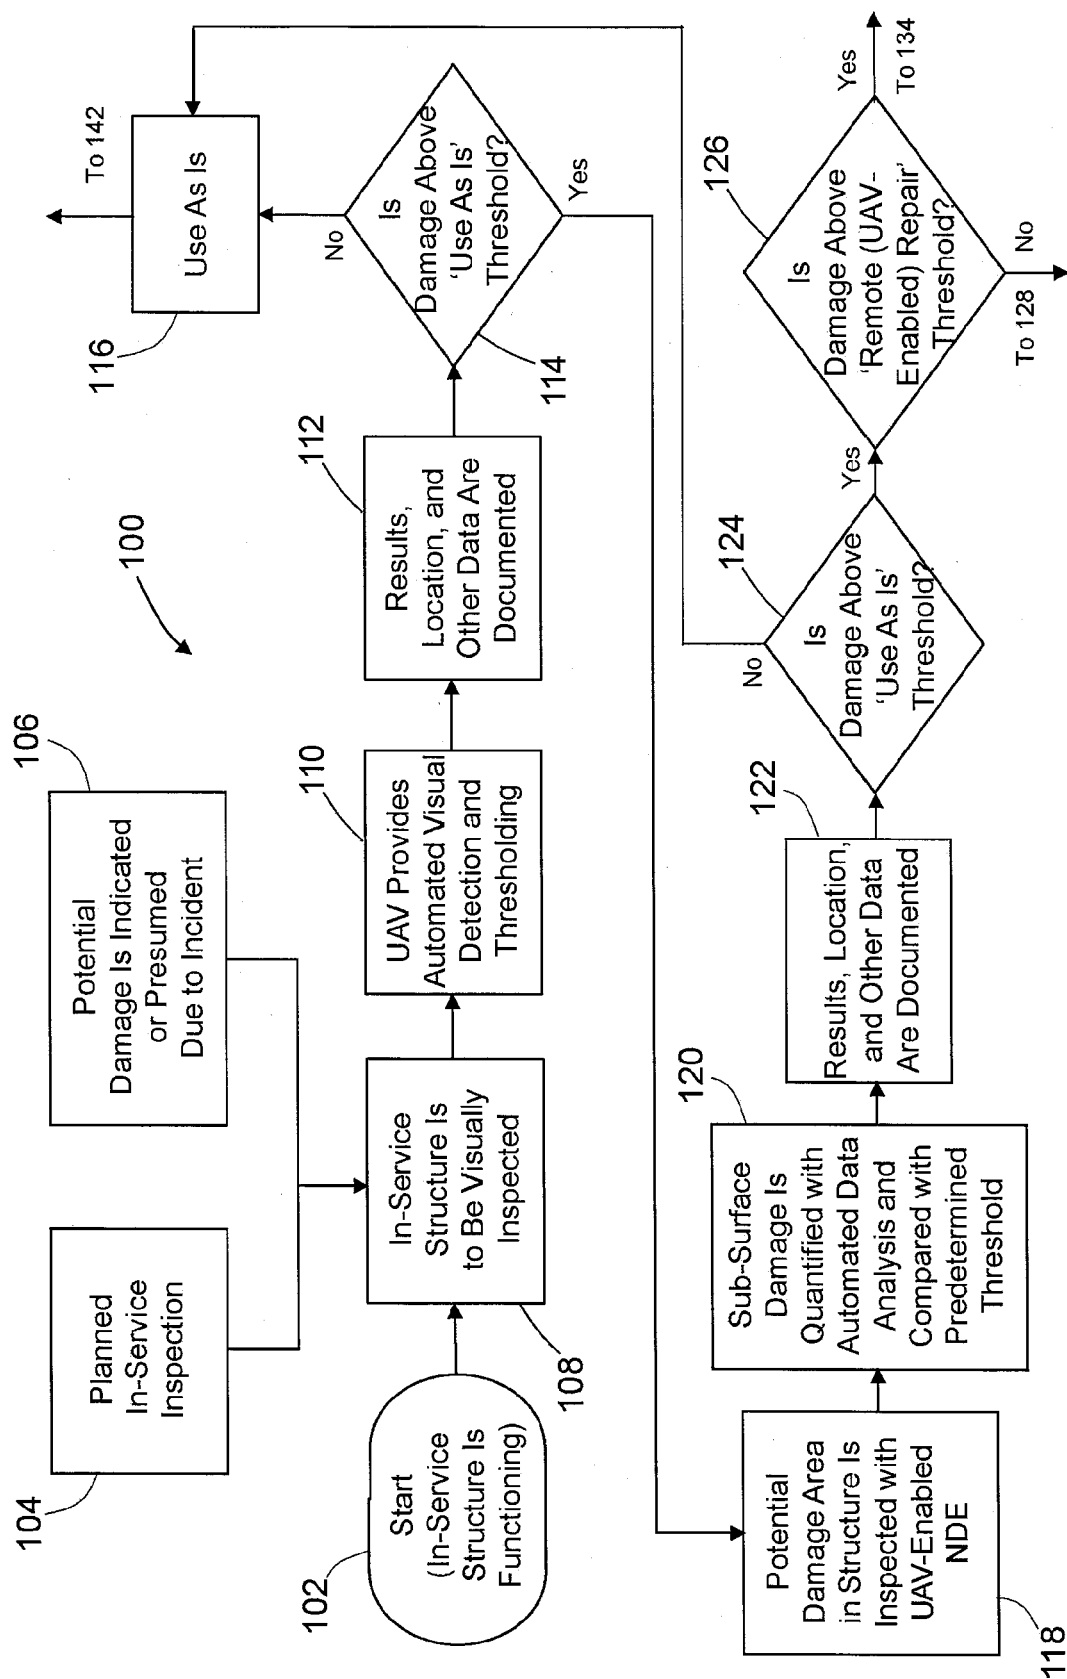 100
104
Planned
In-Service
Inspection
106
Potential
Damage Is Indicated
or Presumed
Due to Incident
102
Start
(In-Service
Structure Is
Functioning)
108
In-Service
Structure Is
to Be Visually
Inspected
110
UAV Provides
Automated Visual
Detection and
Thresholding
112
Results,
Location, and
Other Data Are
Documented
114
Is
Damage Above
‘Use As Is’
Threshold?
No
Yes
116
Use As Is
To 142
118
Potential
Damage Area
in Structure Is
Inspected with
UAV-Enabled
NDE
120
Sub-Surface
Damage Is
Quantified with
Automated Data
Analysis and
Compared with
Predetermined
Threshold
122
Results, Location,
and Other Data
Are Documented
124
Is
Damage Above
‘Use As Is’
Threshold?
No
Yes
126
Is
Damage Above
‘Remote (UAV-
Enabled) Repair’
Threshold?
Yes
To 134
No
To 128